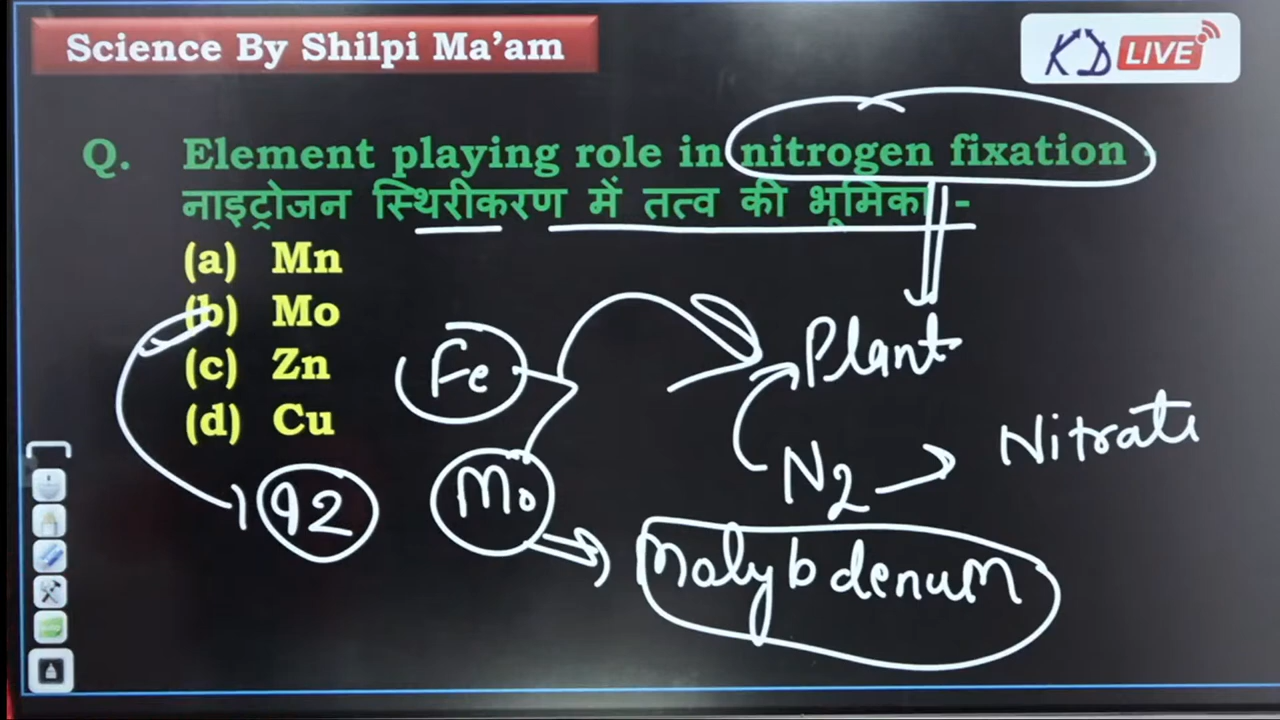 Science By Shilpi Ma'am
KD LIVE
Q. Element playing role in nitrogen fixation
नाइट्रोजन स्थिरीकरण में तत्व की भूमिका -
(a) Mn
(b) Mo
(c) Zn
(d) Cu
Fe
Plant
N2 → Nitrate
92
Mo
Molybdenum